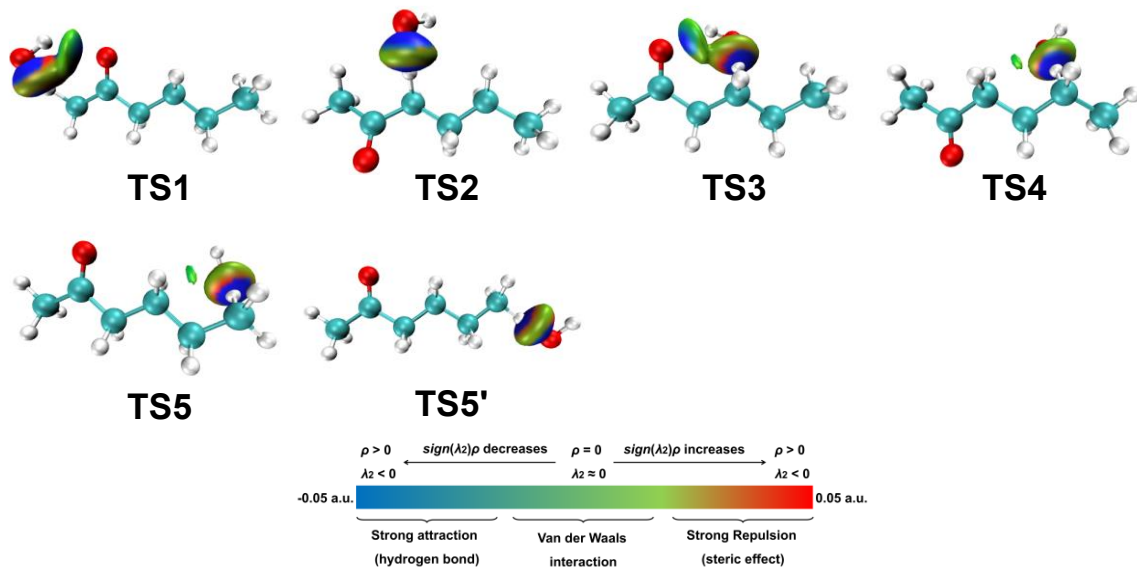 TS1 TS2 TS3 TS4
TS5 TS5'
ρ > 0 sign(λ2)ρ decreases ρ = 0 sign(λ2)ρ increases ρ > 0
λ2 < 0 λ2 ≈ 0 λ2 < 0
-0.05 a.u. 0.05 a.u.
Strong attraction Van der Waals Strong Repulsion
(hydrogen bond) interaction (steric effect)